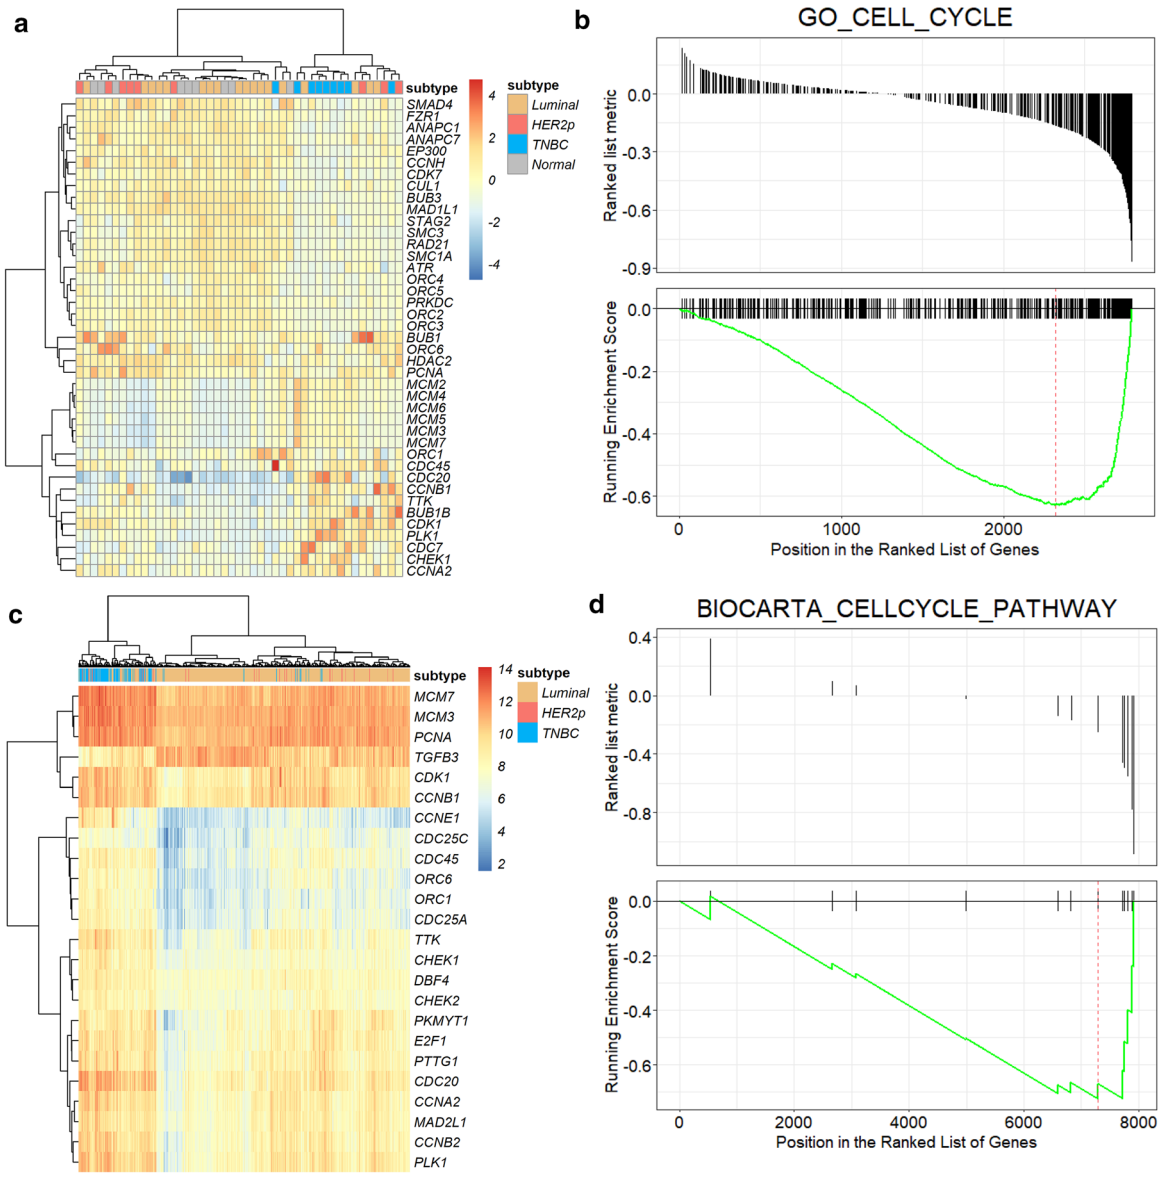 a
subtype
SMAD4
FZR1
ANAPC1
ANAPC7
EP300
CCNH
CDK7
CUL1
BUB3
MAD1L1
STAG2
SMC3
RAD21
SMC1A
ATR
ORC4
ORC5
PRKDC
ORC2
ORC3
BUB1
ORC6
HDAC2
PCNA
MCM2
MCM4
MCM6
MCM5
MCM3
MCM7
ORC1
CDC45
CDC20
CCNB1
TTK
BUB1B
CDK1
PLK1
CDC7
CHEK1
CCNA2
4
2
0
-2
-4
subtype
Luminal
HER2p
TNBC
Normal
b
GO_CELL_CYCLE
Ranked list metric
0.0
-0.3
-0.6
-0.9
Running Enrichment Score
0.0
-0.2
-0.4
-0.6
0 1000 2000
Position in the Ranked List of Genes
c
subtype
MCM7
MCM3
PCNA
TGFB3
CDK1
CCNB1
CCNE1
CDC25C
CDC45
ORC6
ORC1
CDC25A
TTK
CHEK1
DBF4
CHEK2
PKMYT1
E2F1
PTTG1
CDC20
CCNA2
MAD2L1
CCNB2
PLK1
14
12
10
8
6
4
2
subtype
Luminal
HER2p
TNBC
d
BIOCARTA_CELLCYCLE_PATHWAY
Ranked list metric
0.4
0.0
-0.4
-0.8
Running Enrichment Score
0.0
-0.2
-0.4
-0.6
0 2000 4000 6000 8000
Position in the Ranked List of Genes